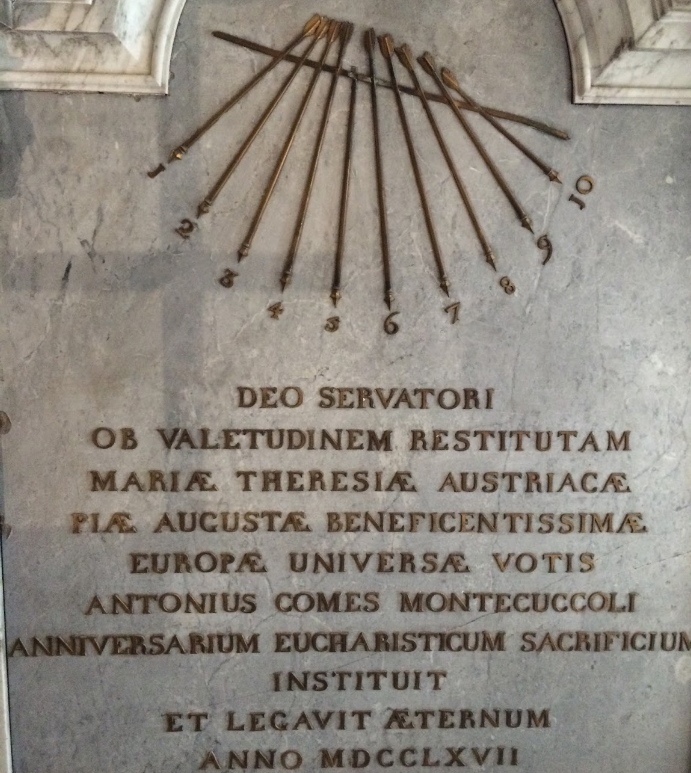 1 2 3 4 5 6 7 8 9 10
DEO SERVATORI
OB VALETUDINEM RESTITUTAM
MARIÆ THERESIÆ AUSTRIACÆ
PIÆ AUGUSTÆ BENEFICENTISSIMÆ
EUROPÆ UNIVERSÆ VOTIS
ANTONIUS COMES MONTECUCCOLI
ANNIVERSARIUM EUCHARISTICUM SACRIFICIUM
INSTITUIT
ET LEGAVIT ÆTERNUM
ANNO MDCCLXVII